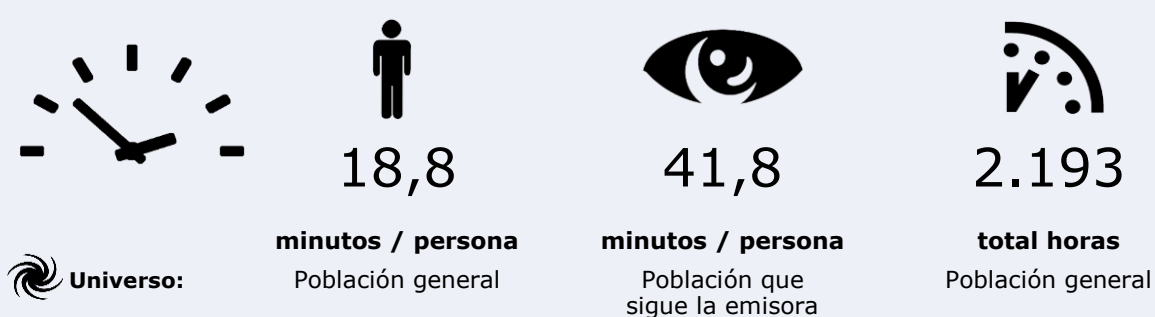 18,8
41,8
2.193
minutos / persona
minutos / persona
total horas
Universo:
Población general
Población que
sigue la emisora
Población general